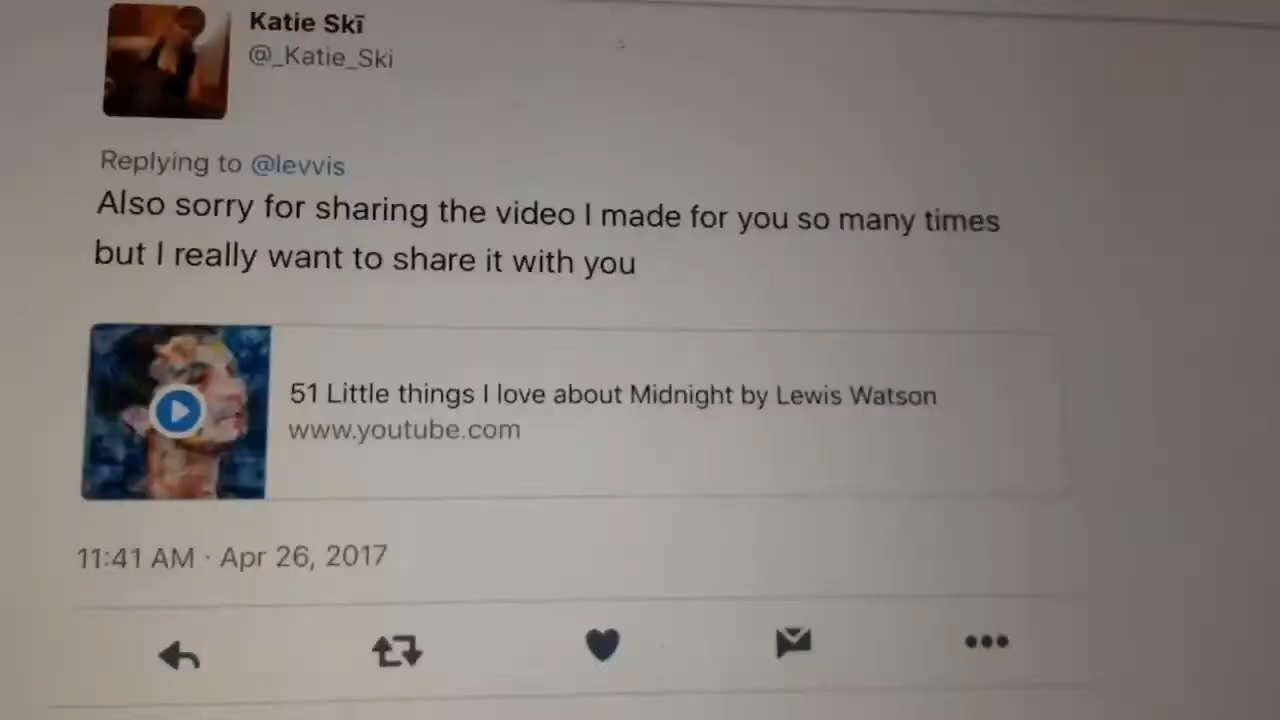 Katie Skī
@_Katie_Ski
Replying to @levvis
Also sorry for sharing the video I made for you so many times
but I really want to share it with you
51 Little things I love about Midnight by Lewis Watson
www.youtube.com
11:41 AM · Apr 26, 2017